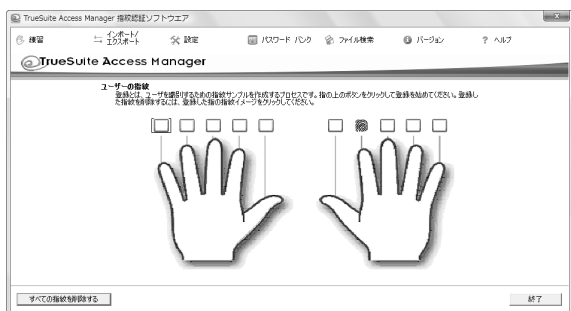 TrueSuite Access Manager 指紋認証ソフトウエア
練習
インポート/
エクスポート
設定
パスワード バンク
ファイル検索
バージョン
? ヘルプ
TrueSuite Access Manager
ユーザーの指紋
登録とは、ユーザを識別するための指紋サンプルを作成するプロセスです。指の上のボタンをクリックして登録を始めてください。登録し
た指紋を削除するには、登録した指の指紋イメージをクリックしてください。
すべての指紋を削除する
終了